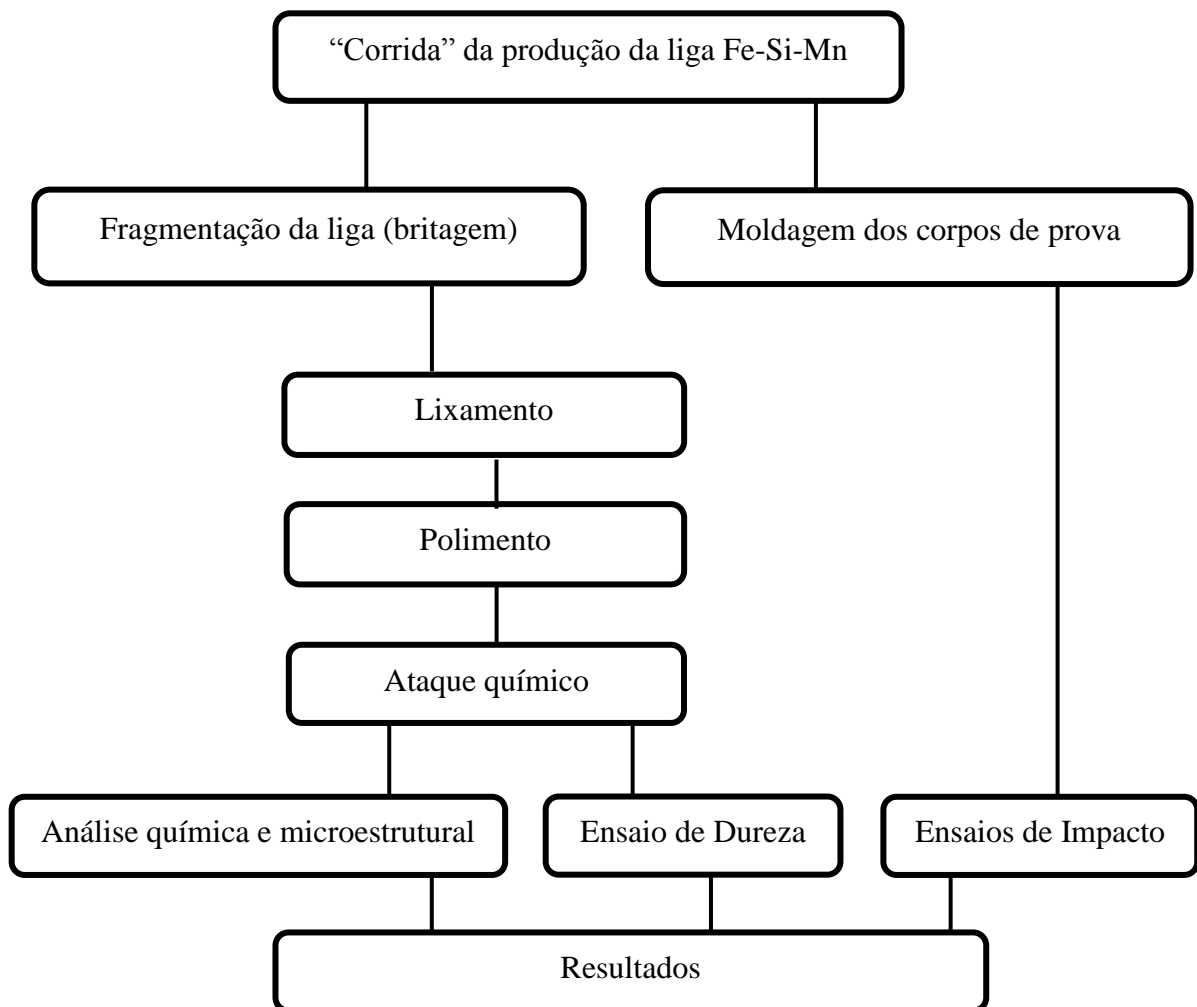 “Corrida” da produção da liga Fe-Si-Mn
Fragmentação da liga (britagem)
Moldagem dos corpos de prova
Lixamento
Polimento
Ataque químico
Análise química e microestrutural
Ensaio de Dureza
Ensaios de Impacto
Resultados